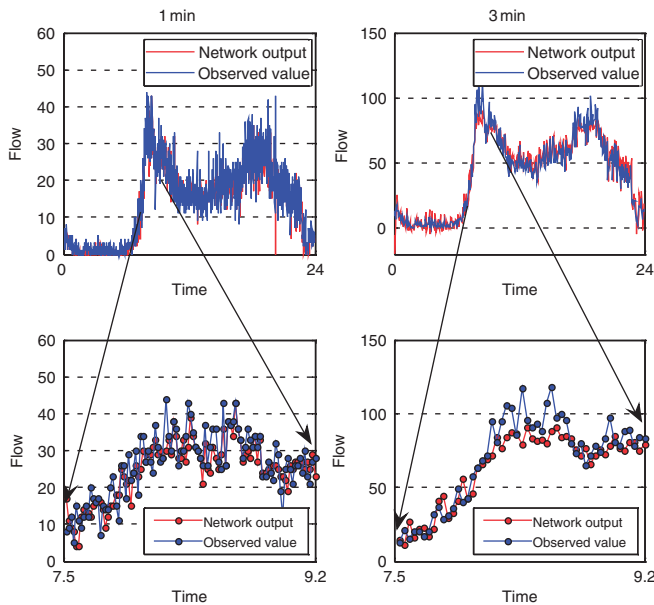 1 min
60
50
40
30
20
10
0
Flow
Network output
Observed value
0
24
Time
3 min
150
100
50
0
Flow
Network output
Observed value
0
24
Time
60
50
40
30
20
10
0
Flow
Network output
Observed value
7.5
9.2
Time
150
100
50
0
Flow
Network output
Observed value
7.5
9.2
Time